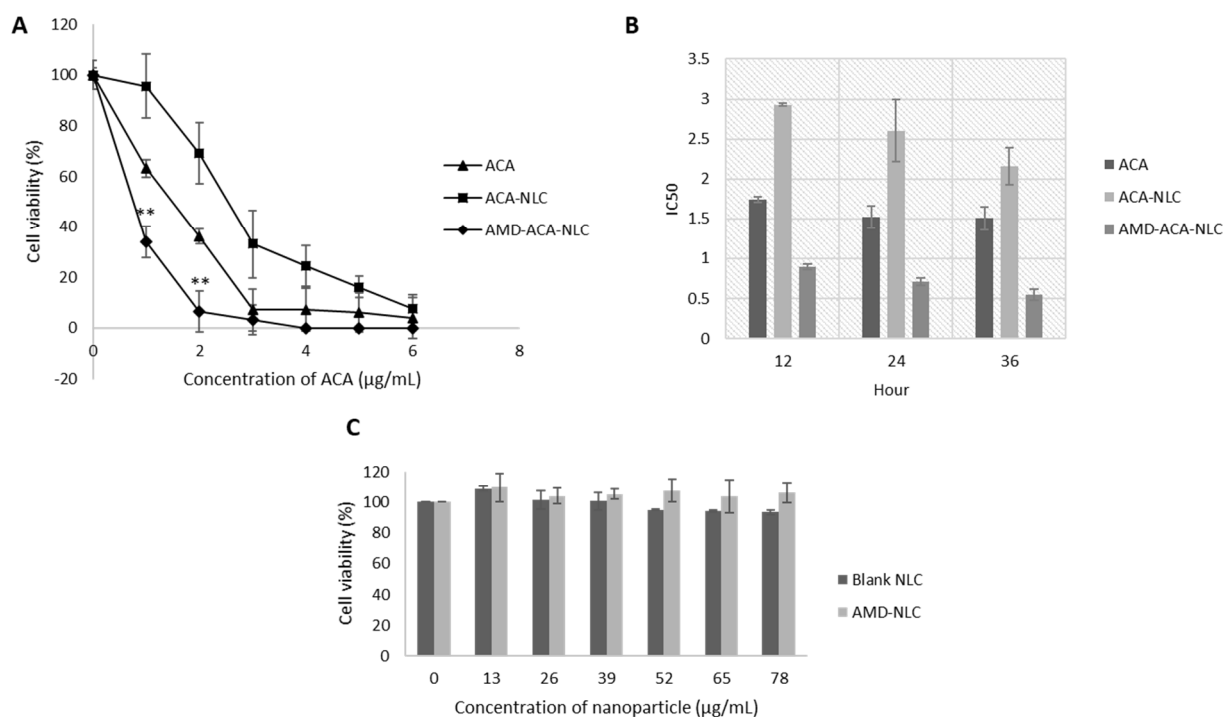 A
120
100
80
60
40
20
0
-20
Cell viability (%)
**
**
0 2 4 6 8
Concentration of ACA (µg/mL)
ACA
ACA-NLC
AMD-ACA-NLC
B
3.5
3
2.5
2
1.5
1
0.5
0
IC50
12 24 36
Hour
ACA
ACA-NLC
AMD-ACA-NLC
C
120
100
80
60
40
20
0
Cell viability (%)
0 13 26 39 52 65 78
Concentration of nanoparticle (µg/mL)
Blank NLC
AMD-NLC